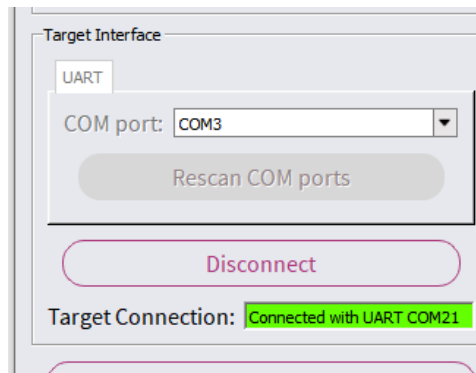 Target Interface
UART
COM port: COM3
Rescan COM ports
Disconnect
Target Connection: Connected with UART COM21